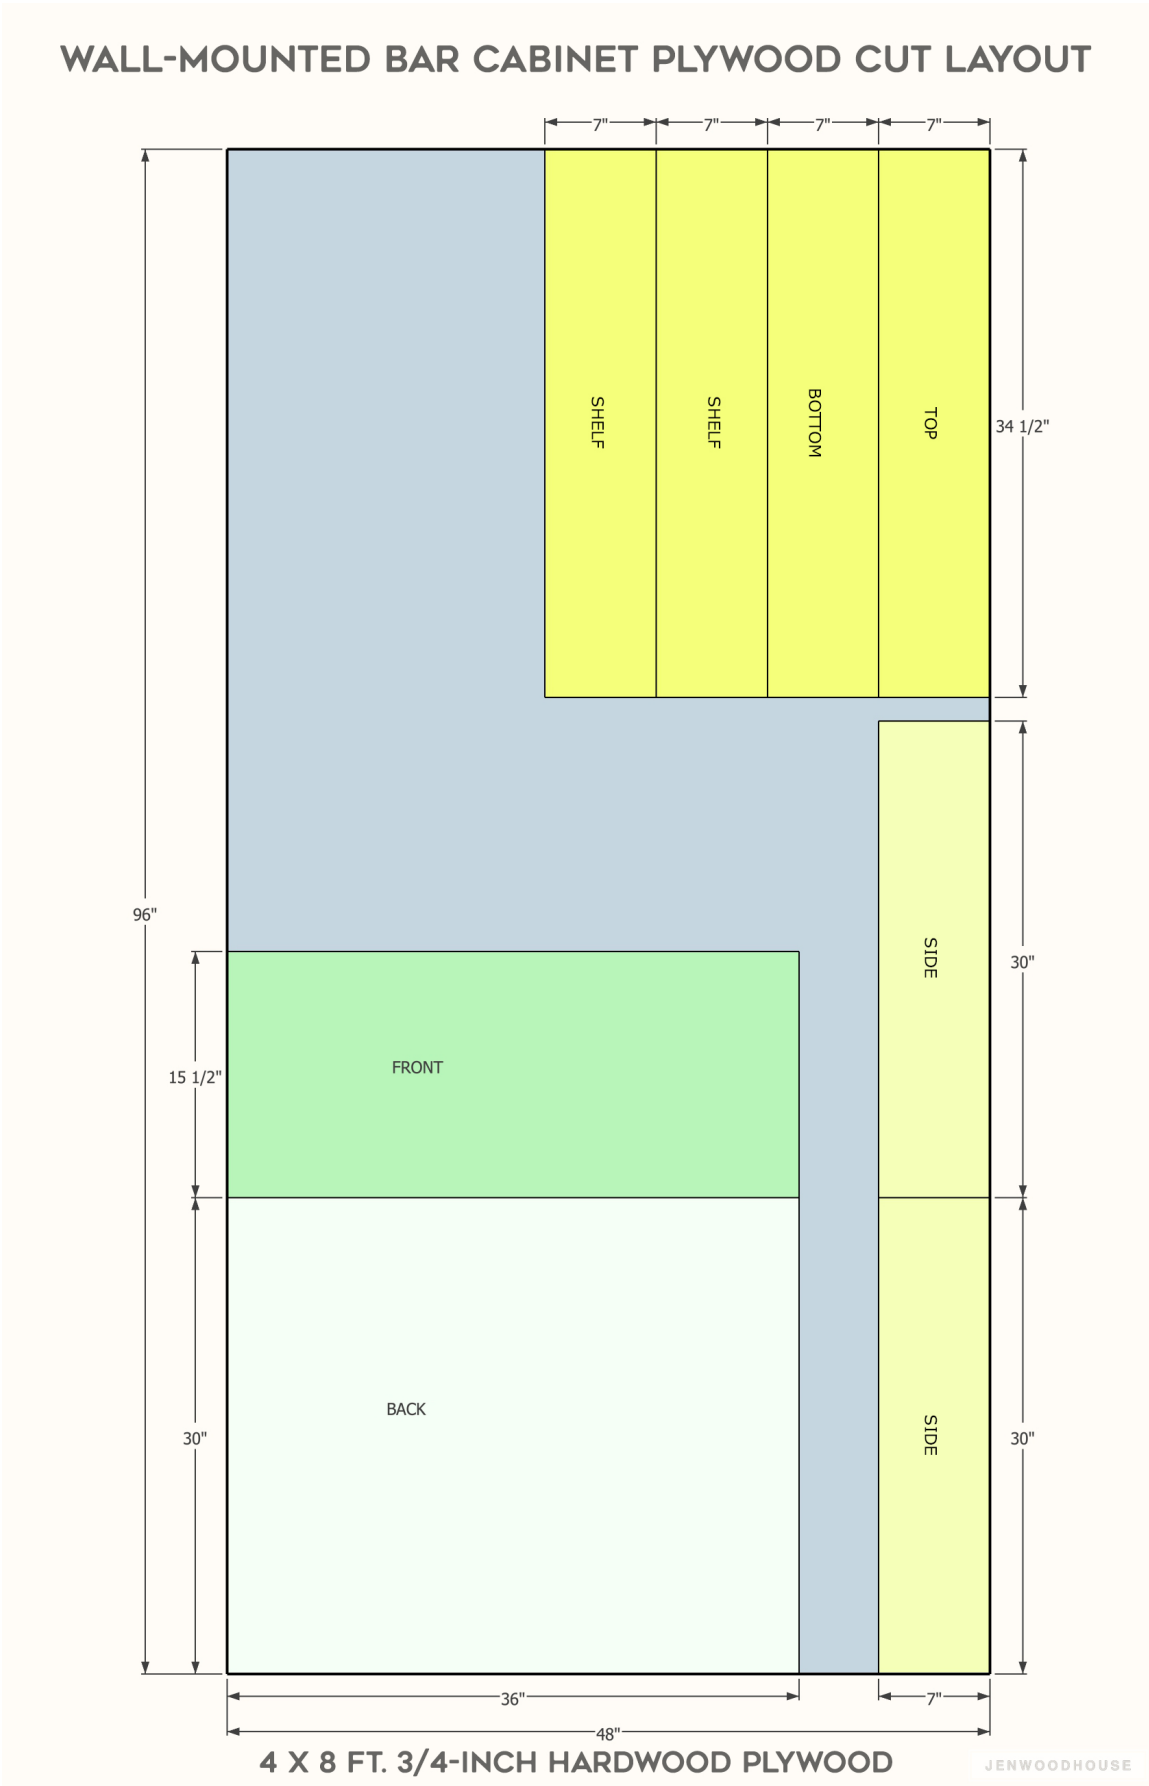 WALL-MOUNTED BAR CABINET PLYWOOD CUT LAYOUT
7" 7" 7" 7"
SHELF
SHELF
BOTTOM
TOP
34 1/2"
96"
SIDE
30"
15 1/2"
FRONT
BACK
30"
SIDE
30"
36"
7"
48"
4 X 8 FT. 3/4-INCH HARDWOOD PLYWOOD
JENWOODHOUSE